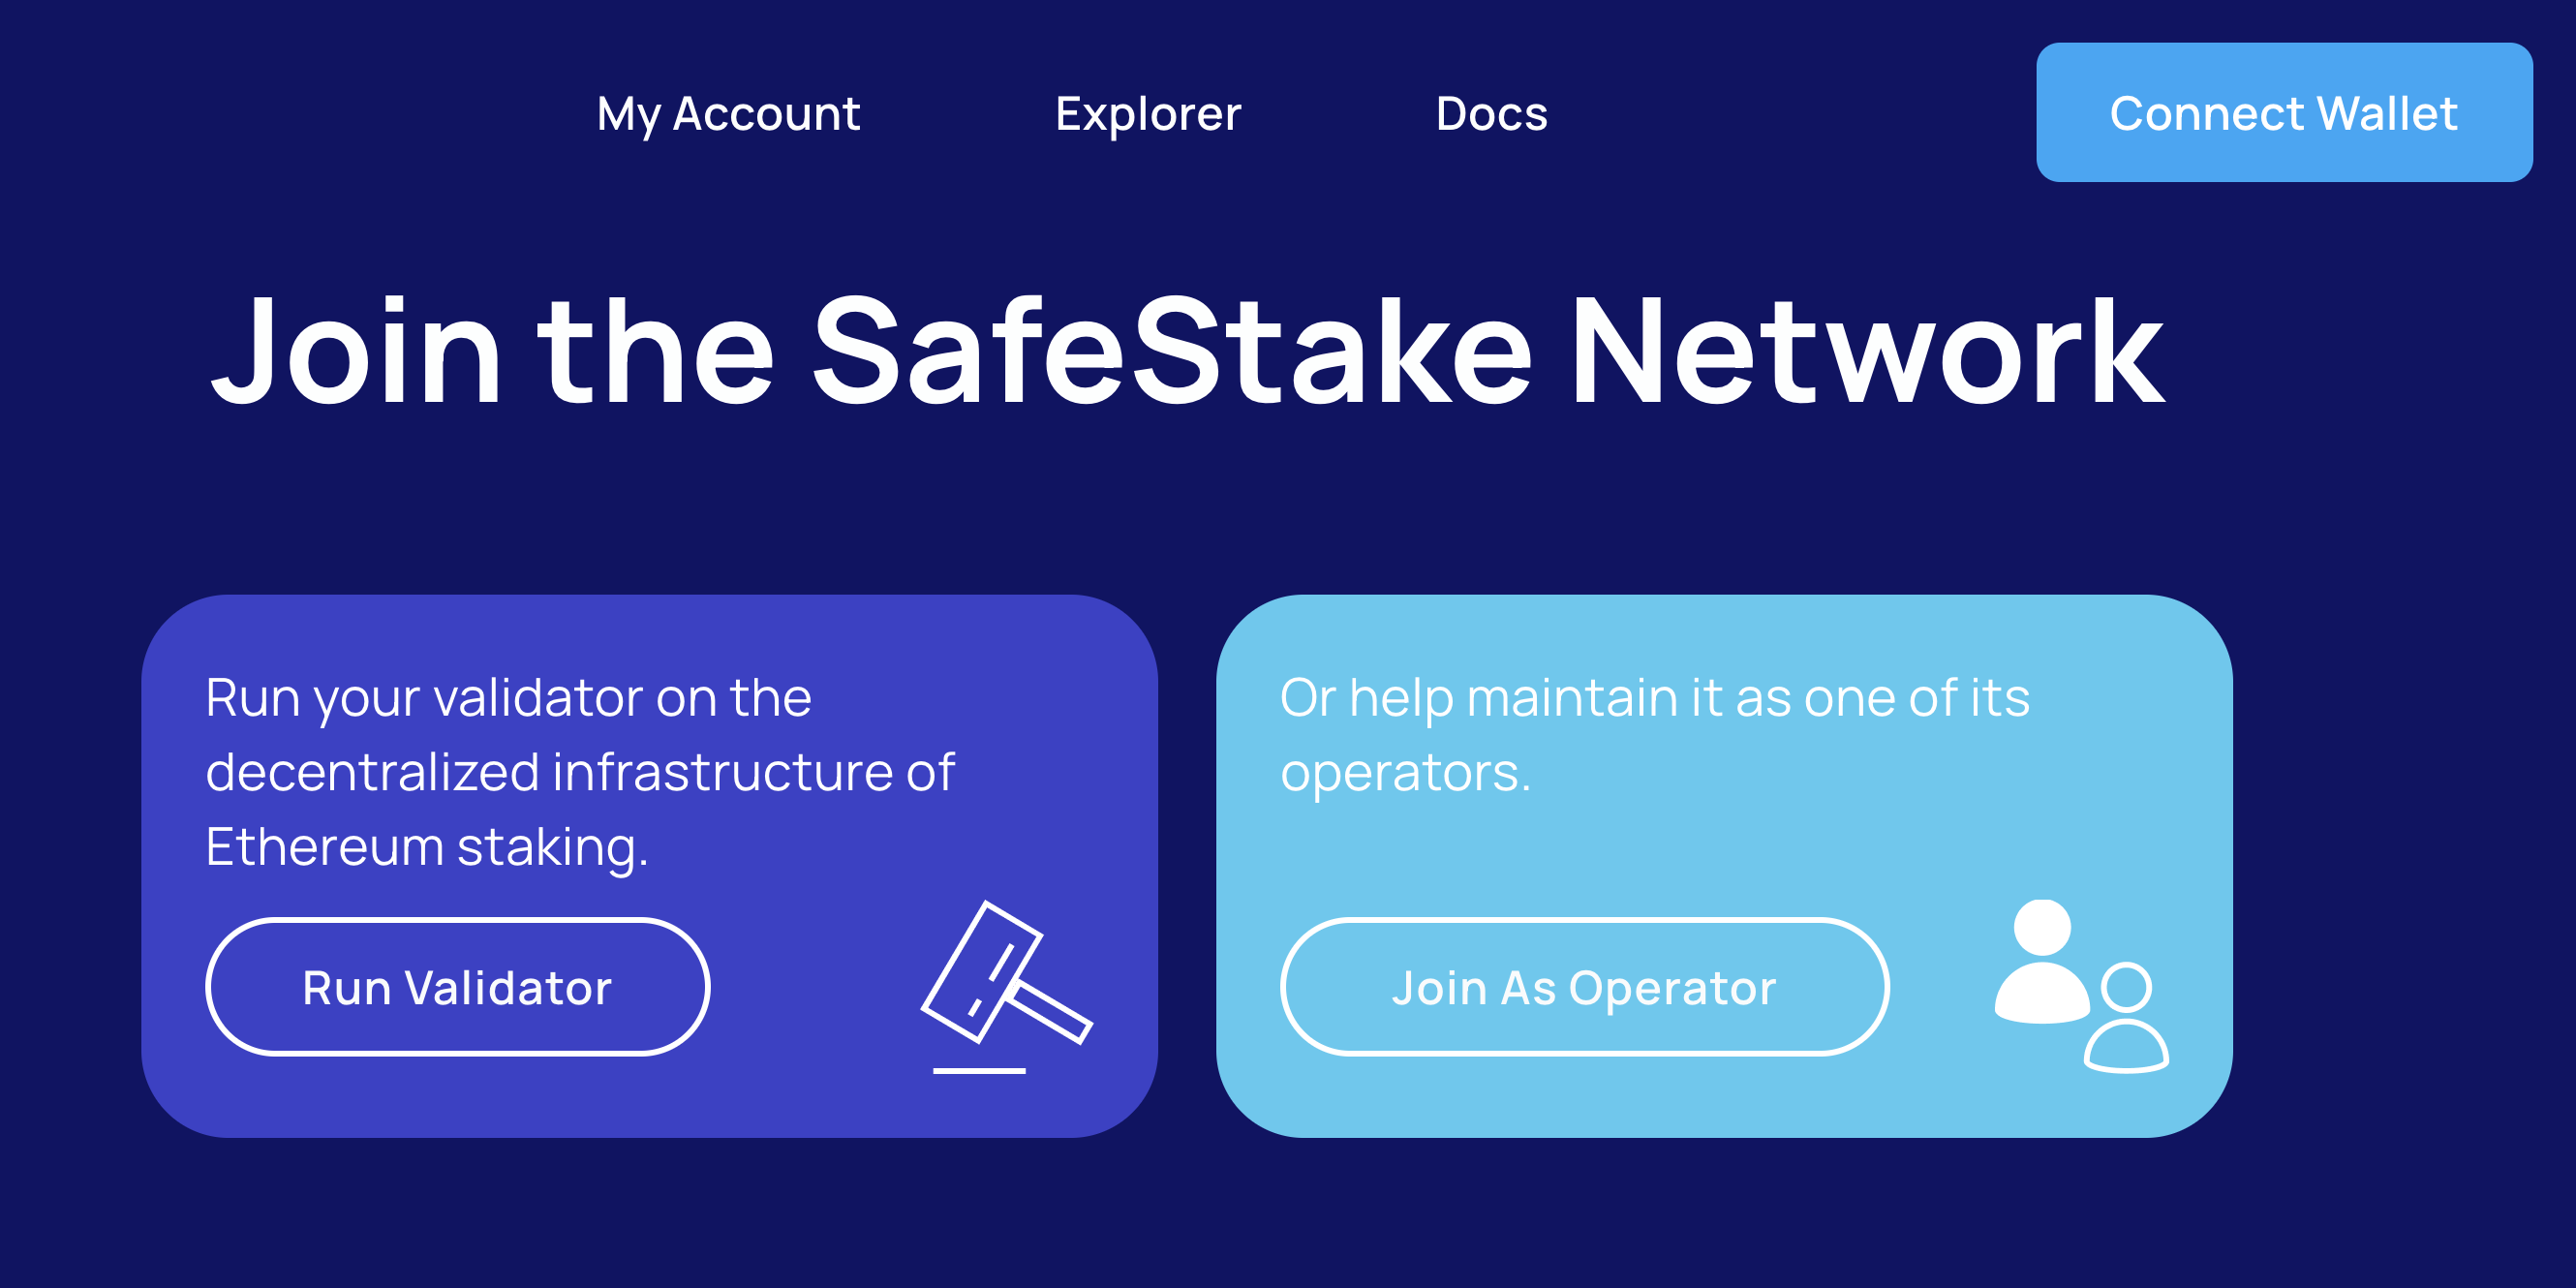 My Account Explorer Docs Connect Wallet
Join the SafeStake Network
Run your validator on the
decentralized infrastructure of
Ethereum staking.
Run Validator
Or help maintain it as one of its
operators.
Join As Operator